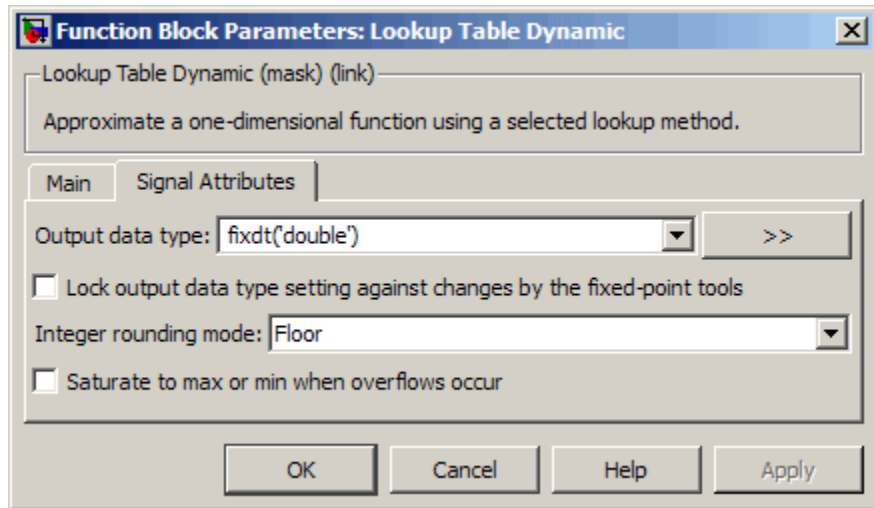 Function Block Parameters: Lookup Table Dynamic
Lookup Table Dynamic (mask) (link)
Approximate a one-dimensional function using a selected lookup method.
Main Signal Attributes
Output data type: fixdt('double') >>
Lock output data type setting against changes by the fixed-point tools
Integer rounding mode: Floor
Saturate to max or min when overflows occur
OK Cancel Help Apply